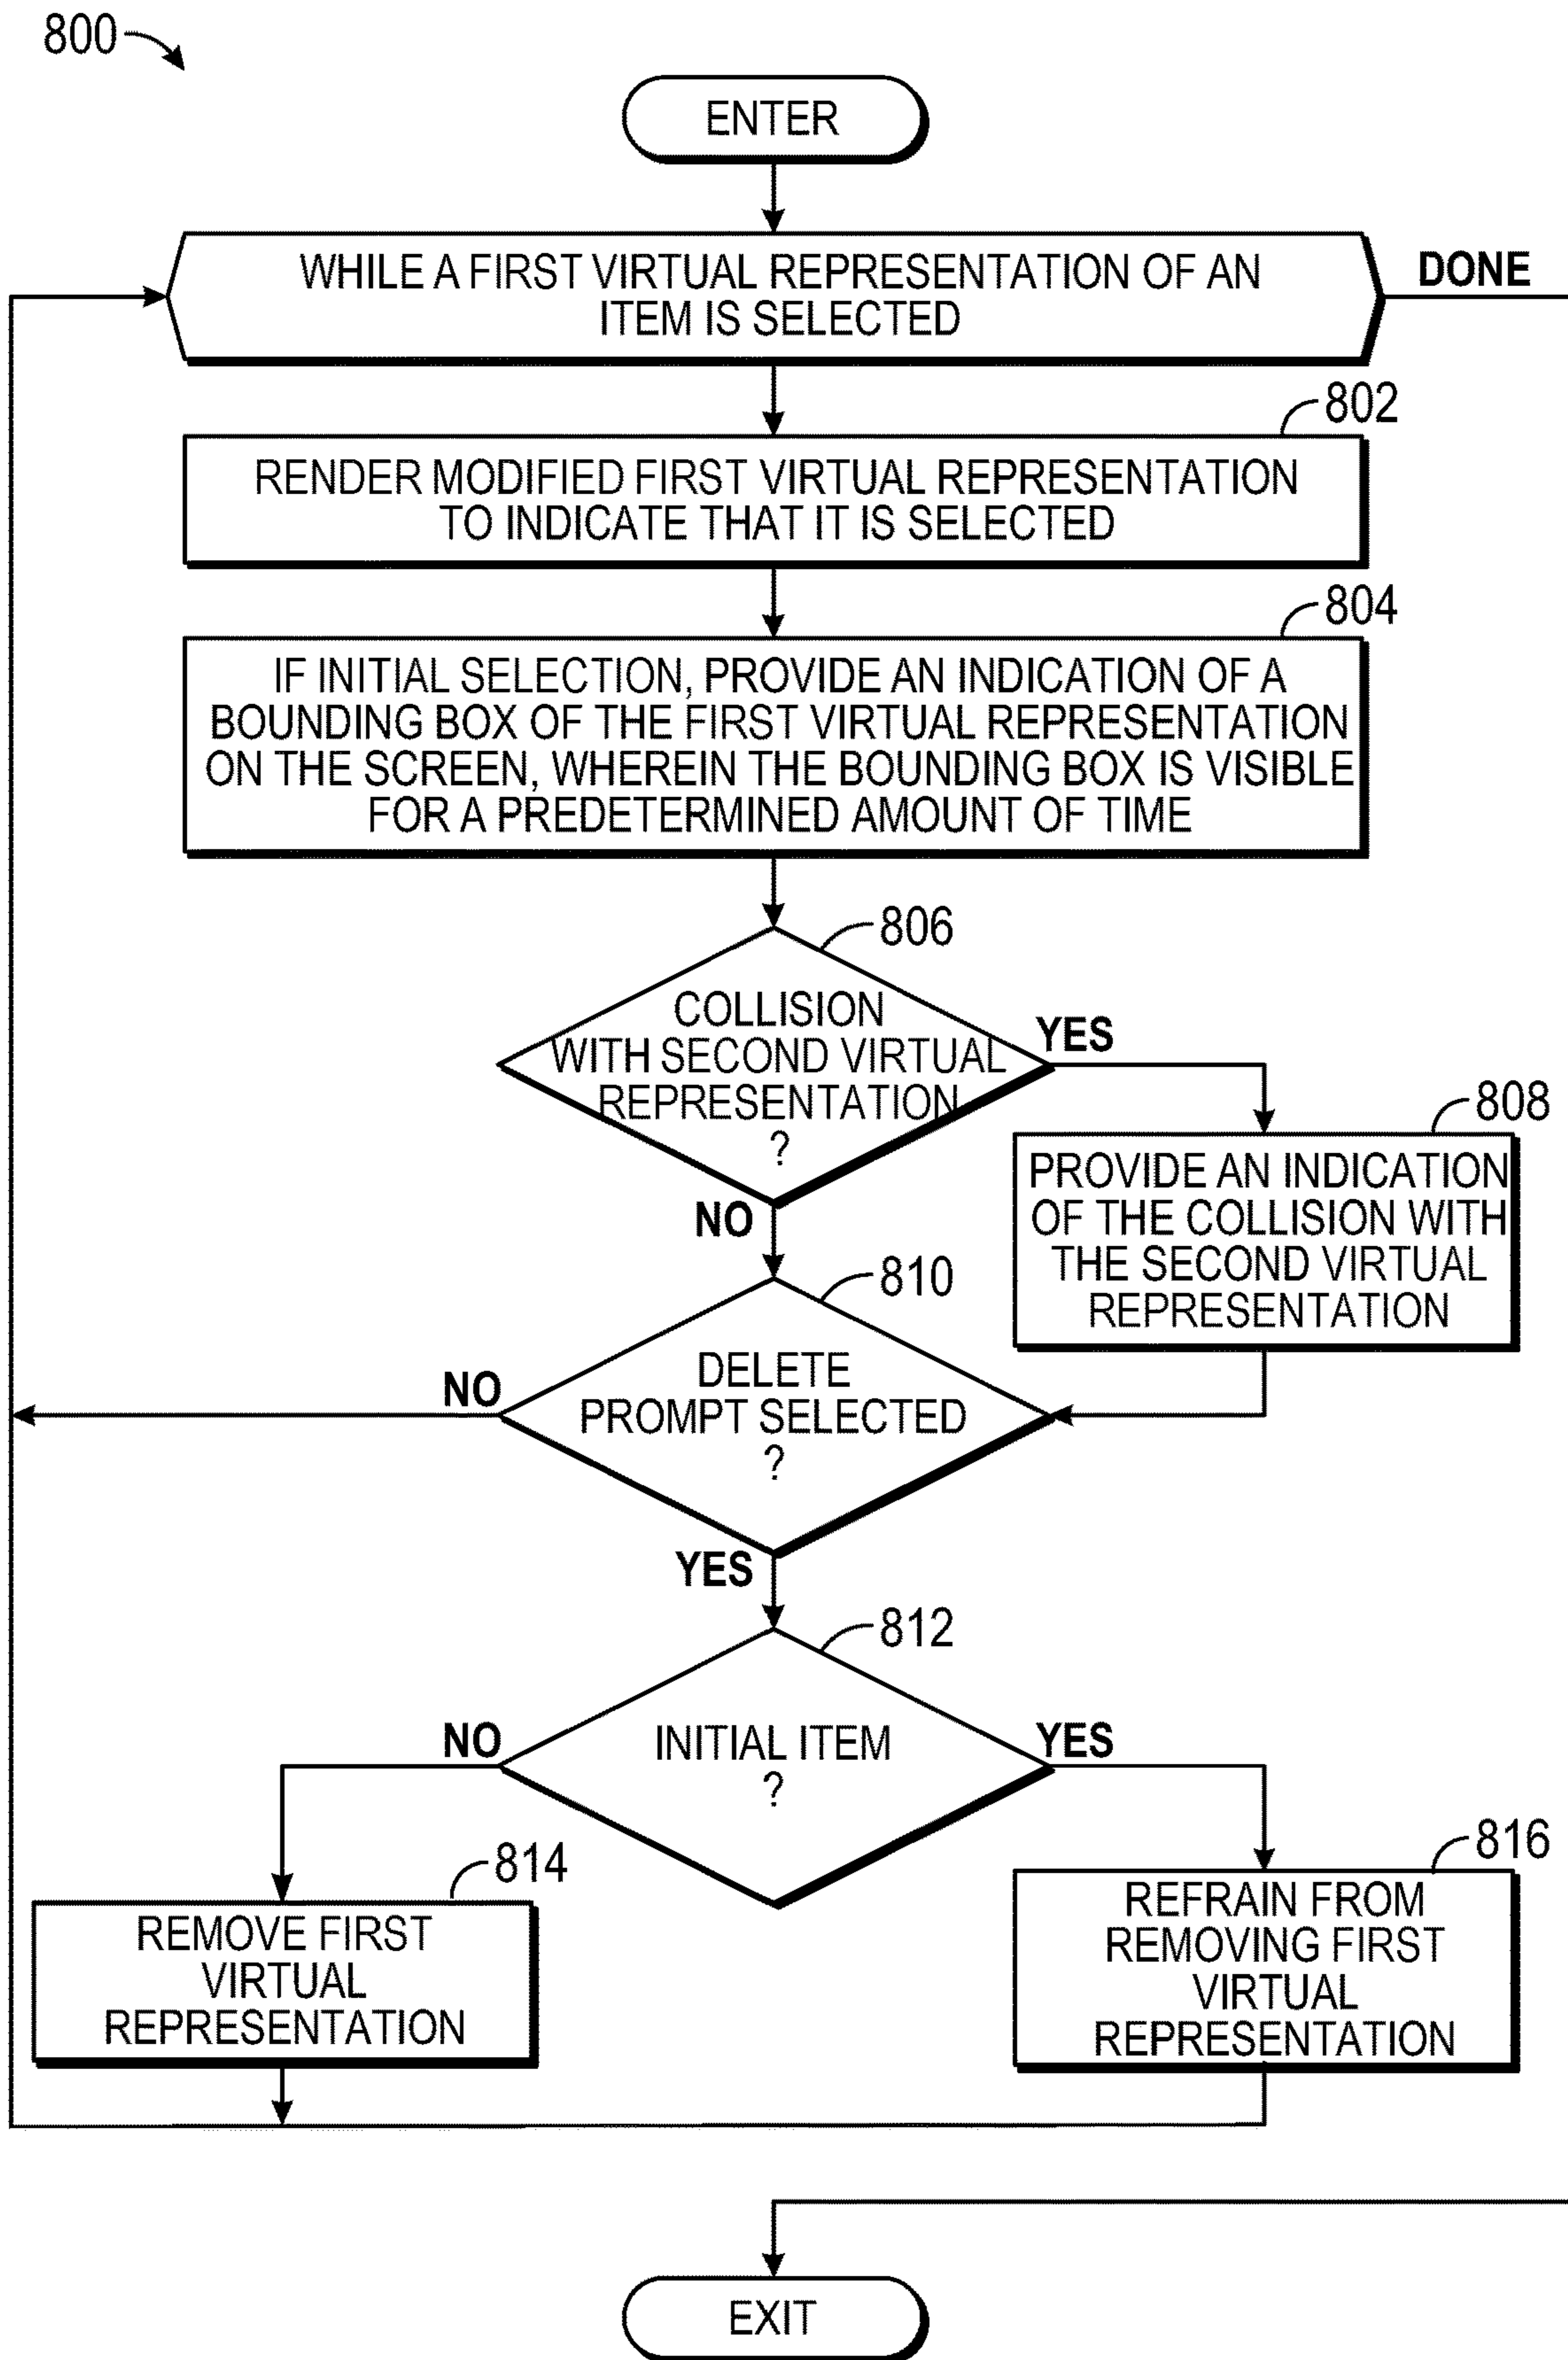 800
ENTER
WHILE A FIRST VIRTUAL REPRESENTATION OF AN
ITEM IS SELECTED
DONE
802
RENDER MODIFIED FIRST VIRTUAL REPRESENTATION
TO INDICATE THAT IT IS SELECTED
804
IF INITIAL SELECTION, PROVIDE AN INDICATION OF A
BOUNDING BOX OF THE FIRST VIRTUAL REPRESENTATION
ON THE SCREEN, WHEREIN THE BOUNDING BOX IS VISIBLE
FOR A PREDETERMINED AMOUNT OF TIME
806
COLLISION
WITH SECOND VIRTUAL
REPRESENTATION
?
YES
NO
808
PROVIDE AN INDICATION
OF THE COLLISION WITH
THE SECOND VIRTUAL
REPRESENTATION
810
DELETE
PROMPT SELECTED
?
NO
YES
812
INITIAL ITEM
?
NO
YES
814
REMOVE FIRST
VIRTUAL
REPRESENTATION
816
REFRAIN FROM
REMOVING FIRST
VIRTUAL
REPRESENTATION
EXIT